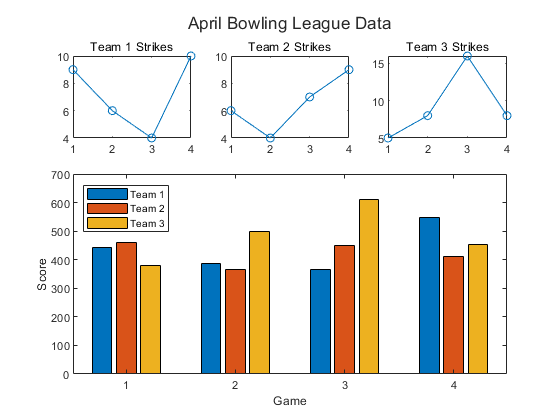 April Bowling League Data
Team 1 Strikes Team 2 Strikes Team 3 Strikes
10 10 15
8 8 10
6 6 5
4 4
1 2 3 4 1 2 3 4 1 2 3 4
700
600
500
400
300
200
100
0
Score
Team 1
Team 2
Team 3
1 2 3 4
Game